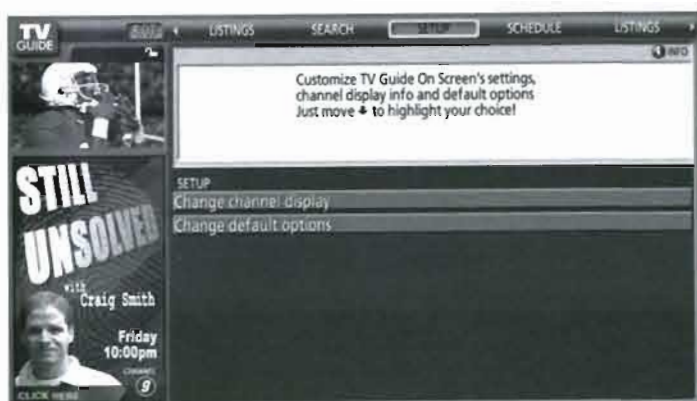 TV
GUIDE
LISTINGS
SEARCH
SETUP
SCHEDULE
LISTINGS
INFO
Customize TV Guide On Screen's settings,
channel display info and default options
Just move to highlight your choice!
SETUP
Change channel display
Change default options
STILL
UNSOLVED
with
Craig Smith
Friday
10:00pm
CHANNEL
9
CLICK HERE